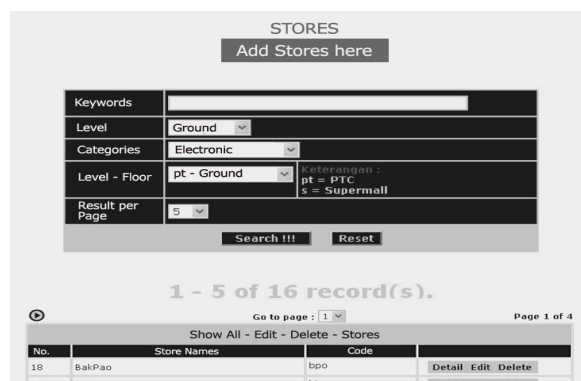 STORES
Add Stores here
Keywords
Level Ground
Categories Electronic
Level - Floor pt - Ground Keterangan :
pt = PTC
s = Supermall
Result per
Page 5
Search !!! Reset
1 - 5 of 16 record(s).
Go to page : 1 Page 1 of 4
Show All - Edit - Delete - Stores
No. Store Names Code
18 BakPao bpo Detail Edit Delete